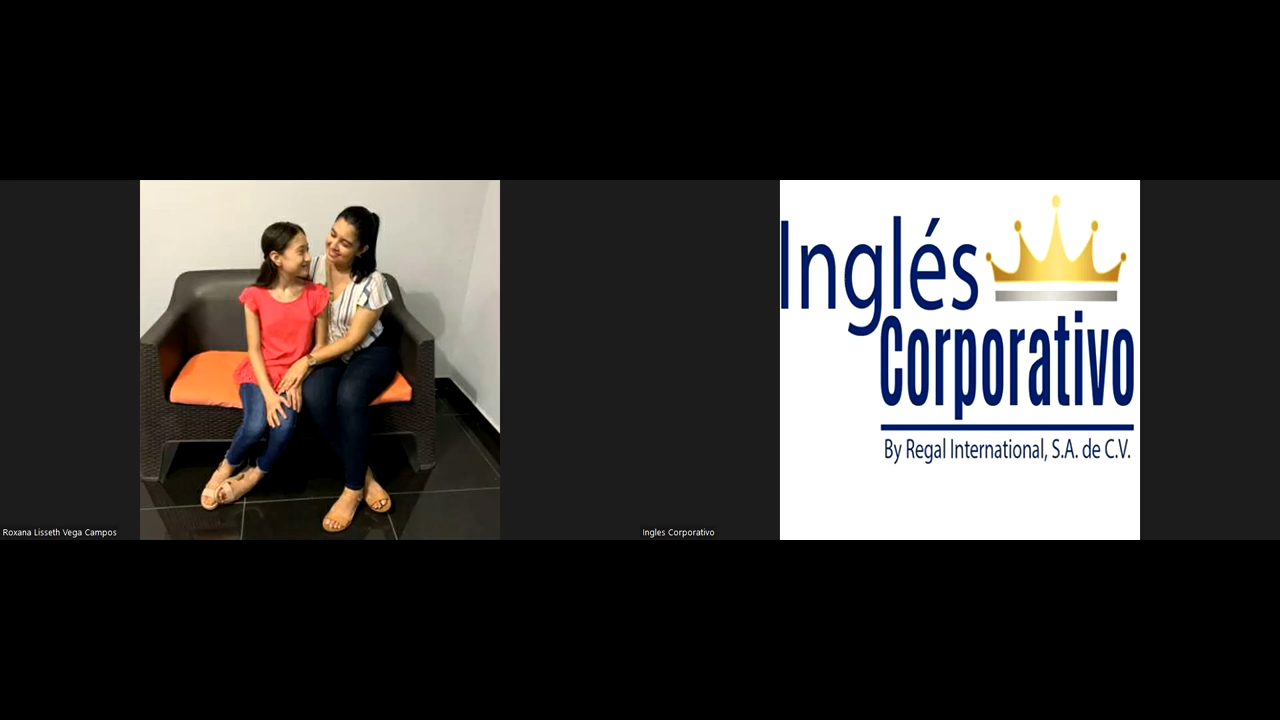 Inglés
Corporativo
By Regal International, S.A. de C.V.
Roxana Lisseth Vega Campos
Ingles Corporativo